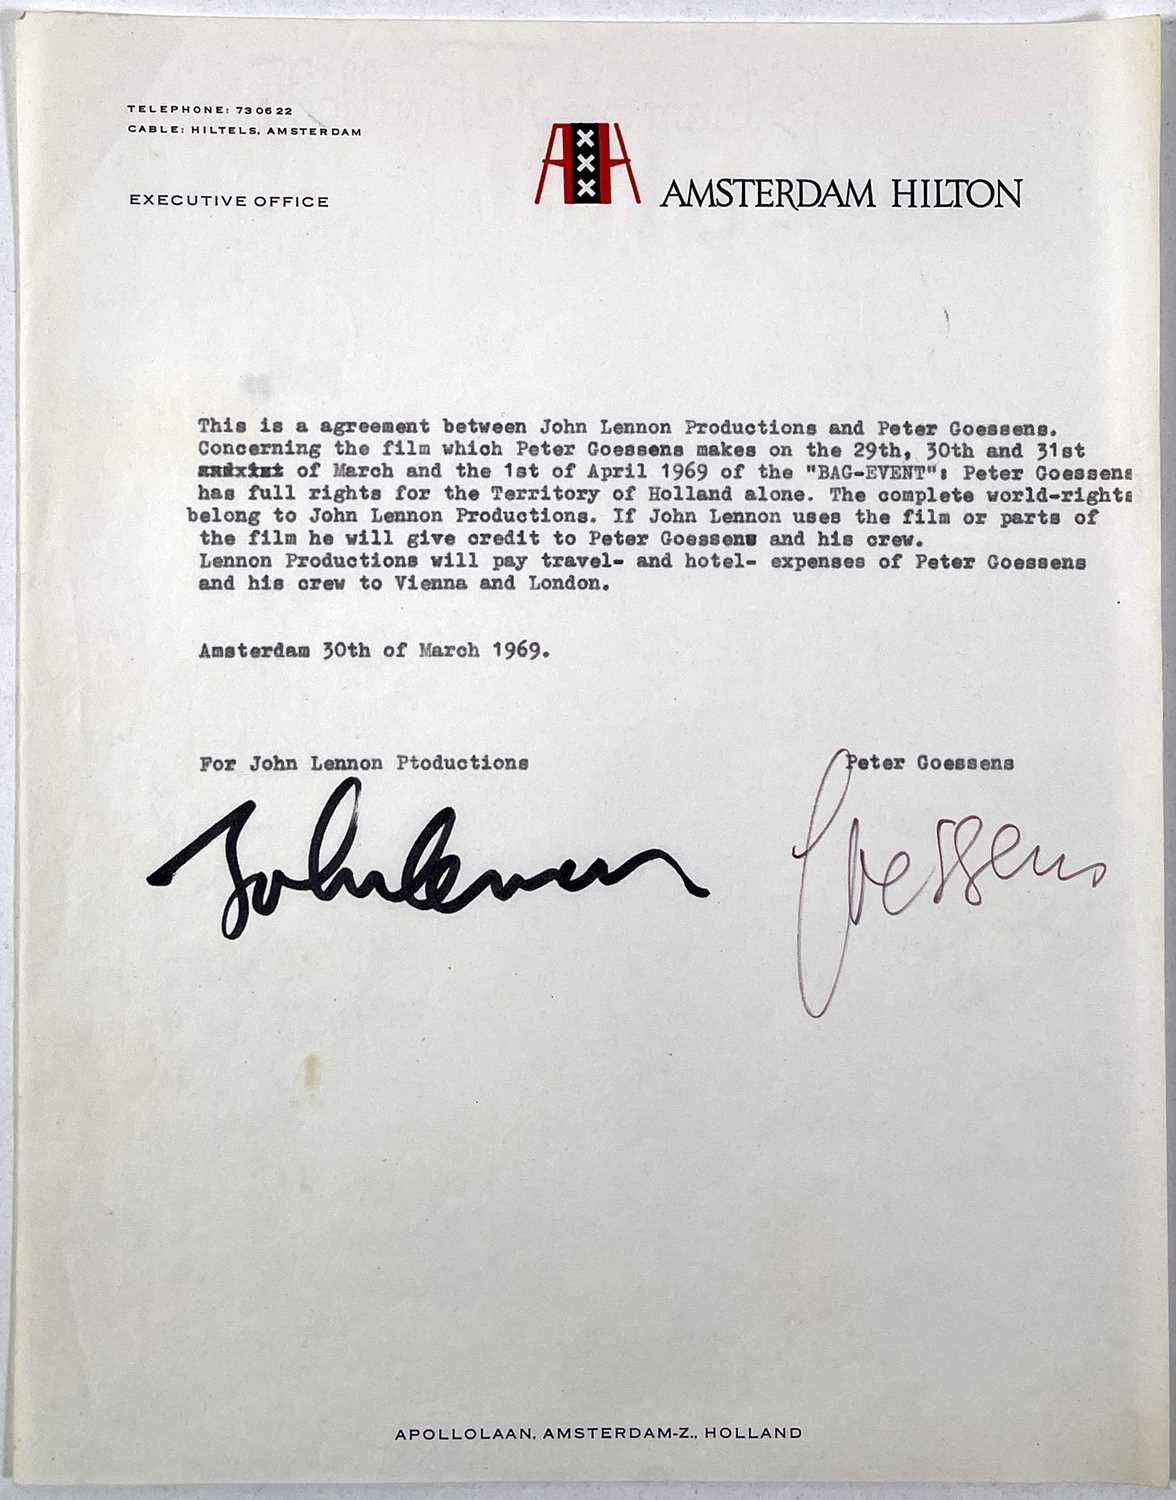 TELEPHONE: 730622
CABLE: HILTELS, AMSTERDAM
EXECUTIVE OFFICE
XXX
AMSTERDAM HILTON
This is a agreement between John Lennon Productions and Peter Goessens.
Concerning the film which Peter Goessens makes on the 29th, 30th and 31st
of March and the 1st of April 1969 of the "BAG-EVENT": Peter Goessens
has full rights for the Territory of Holland alone. The complete world-rights
belong to John Lennon Productions. If John Lennon uses the film or parts of
the film he will give credit to Peter Goessens and his crew.
Lennon Productions will pay travel- and hotel- expenses of Peter Goessens
and his crew to Vienna and London.
Amsterdam 30th of March 1969.
For John Lennon Ptoductions
Peter Goessens
John Lennon
Goessens
APOLLOLAAN, AMSTERDAM-Z., HOLLAND